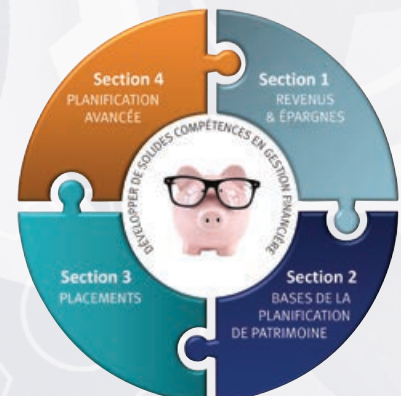 Section 4
PLANIFICATION
AVANCÉE
Section 1
REVENUS
& ÉPARGNES
DÉVELOPPER DE SOLIDES COMPÉTENCES EN GESTION FINANCIÈRE
Section 3
PLACEMENTS
Section 2
BASES DE LA
PLANIFICATION
DE PATRIMOINE